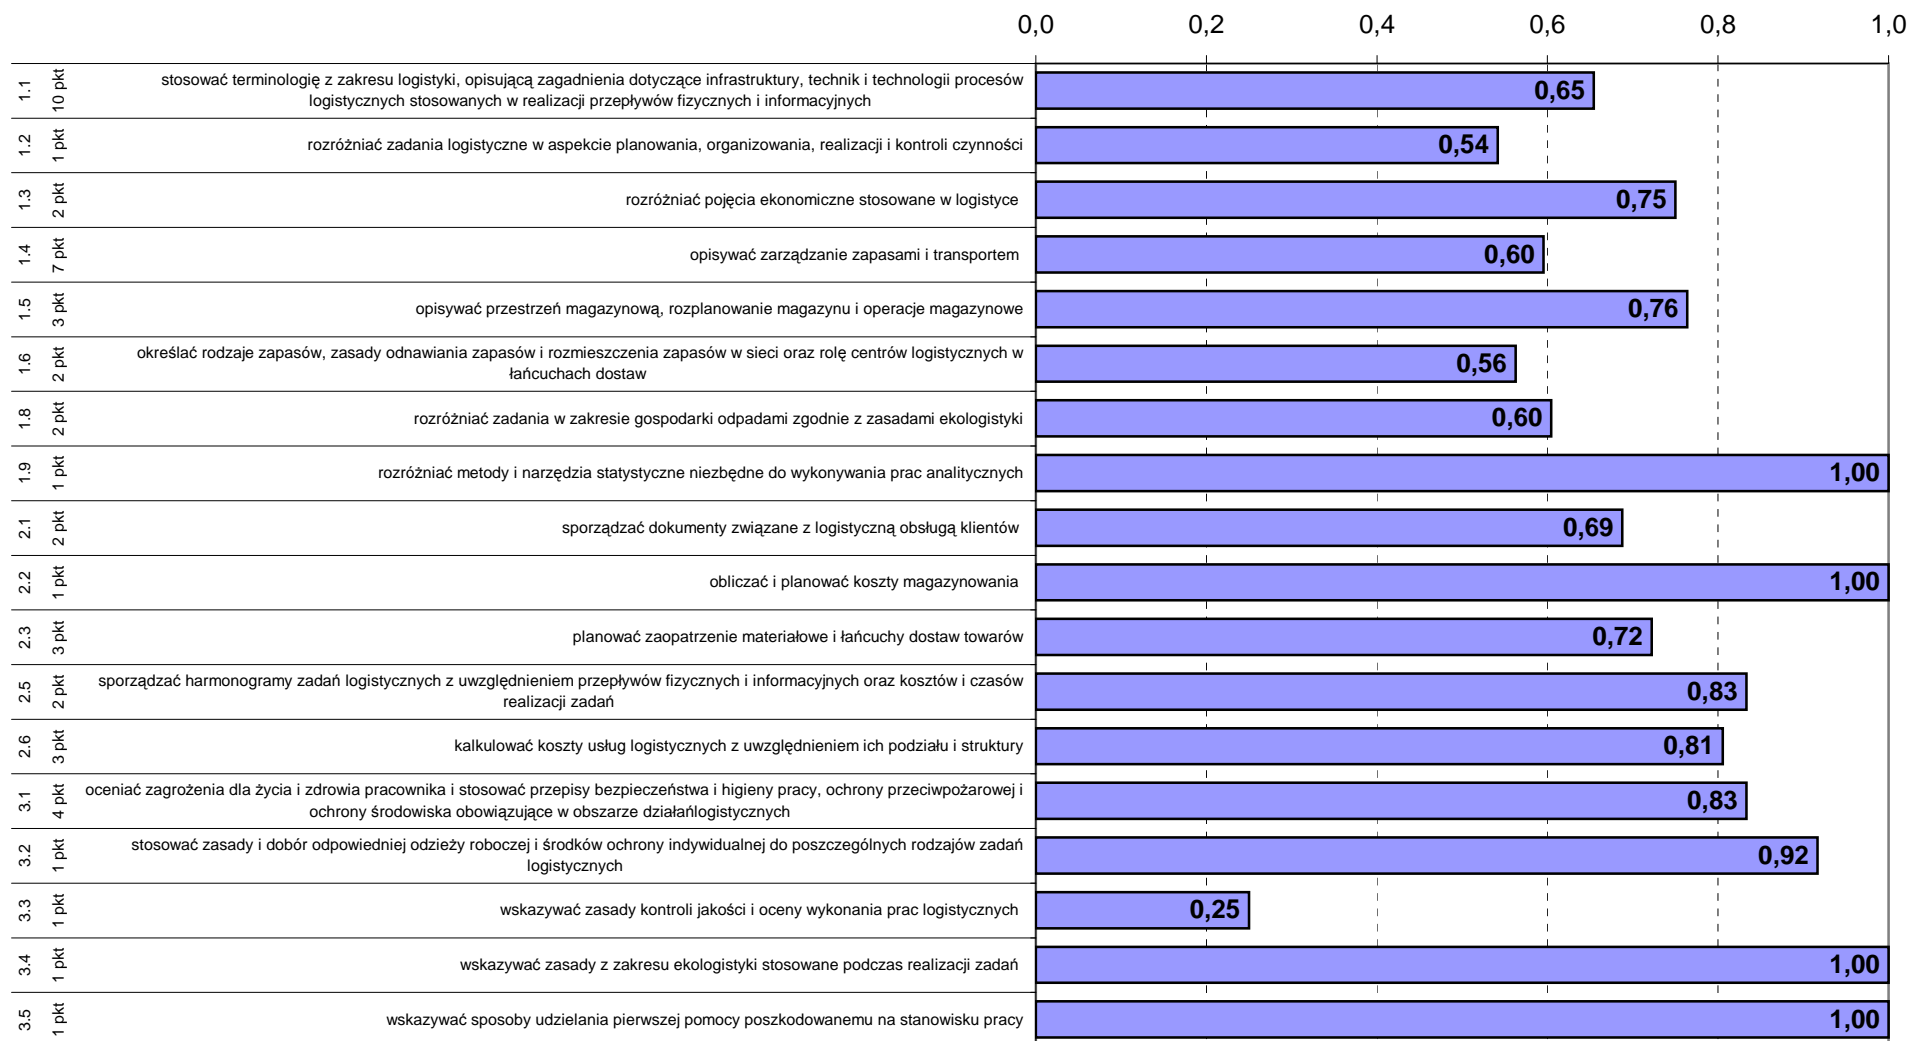 0,0 0,2 0,4 0,6 0,8 1,0
1.1 10 pkt stosować terminologię z zakresu logistyki, opisującą zagadnienia dotyczące infrastruktury, technik i technologii procesów
logistycznych stosowanych w realizacji przepływów fizycznych i informacyjnych 0,65
1.2 1 pkt rozróżniać zadania logistyczne w aspekcie planowania, organizowania, realizacji i kontroli czynności 0,54
1.3 2 pkt rozróżniać pojęcia ekonomiczne stosowane w logistyce 0,75
1.4 7 pkt opisywać zarządzanie zapasami i transportem 0,60
1.5 3 pkt opisywać przestrzeń magazynową, rozplanowanie magazynu i operacje magazynowe 0,76
1.6 2 pkt określać rodzaje zapasów, zasady odnawiania zapasów i rozmieszczenia zapasów w sieci oraz rolę centrów logistycznych w
łańcuchach dostaw 0,56
1.8 2 pkt rozróżniać zadania w zakresie gospodarki odpadami zgodnie z zasadami ekologistyki 0,60
1.9 1 pkt rozróżniać metody i narzędzia statystyczne niezbędne do wykonywania prac analitycznych 1,00
2.1 2 pkt sporządzać dokumenty związane z logistyczną obsługą klientów 0,69
2.2 1 pkt obliczać i planować koszty magazynowania 1,00
2.3 3 pkt planować zaopatrzenie materiałowe i łańcuchy dostaw towarów 0,72
2.5 2 pkt sporządzać harmonogramy zadań logistycznych z uwzględnieniem przepływów fizycznych i informacyjnych oraz kosztów i czasów
realizacji zadań 0,83
2.6 3 pkt kalkulować koszty usług logistycznych z uwzględnieniem ich podziału i struktury 0,81
3.1 4 pkt oceniać zagrożenia dla życia i zdrowia pracownika i stosować przepisy bezpieczeństwa i higieny pracy, ochrony przeciwpożarowej i
ochrony środowiska obowiązujące w obszarze działańlogistycznych 0,83
3.2 1 pkt stosować zasady i dobór odpowiedniej odzieży roboczej i środków ochrony indywidualnej do poszczególnych rodzajów zadań
logistycznych 0,92
3.3 1 pkt wskazywać zasady kontroli jakości i oceny wykonania prac logistycznych 0,25
3.4 1 pkt wskazywać zasady z zakresu ekologistyki stosowane podczas realizacji zadań 1,00
3.5 1 pkt wskazywać sposoby udzielania pierwszej pomocy poszkodowanemu na stanowisku pracy 1,00